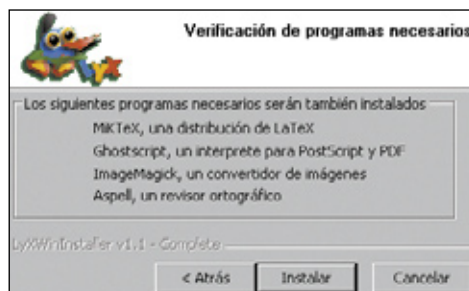 Verificación de programas necesarios
LyX
Los siguientes programas necesarios serán también instalados
MiKTeX, una distribución de LaTeX
Ghostscript, un interprete para PostScript y PDF
ImageMagick, un convertidor de imágenes
Aspell, un revisor ortográfico
LyXWinInstaller v1.1 - Complete
< Atrás Instalar Cancelar